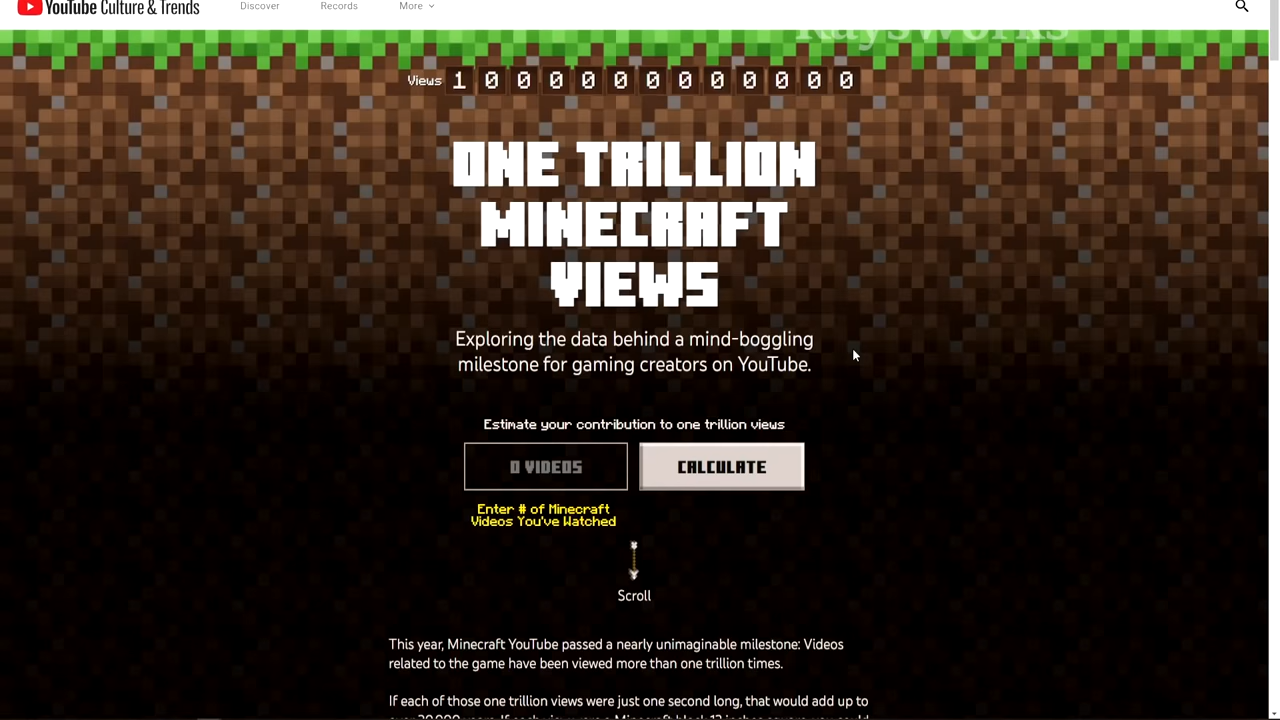 YouTube Culture & Trends Discover Records More
KaysWorks
Views 1 0 0 0 0 0 0 0 0 0 0 0 0
ONE TRILLION
MINECRAFT
VIEWS
Exploring the data behind a mind-boggling
milestone for gaming creators on YouTube.
Estimate your contribution to one trillion views
0 VIDEOS CALCULATE
Enter # of Minecraft
Videos You've Watched
Scroll
This year, Minecraft YouTube passed a nearly unimaginable milestone: Videos
related to the game have been viewed more than one trillion times.
If each of those one trillion views were just one second long, that would add up to